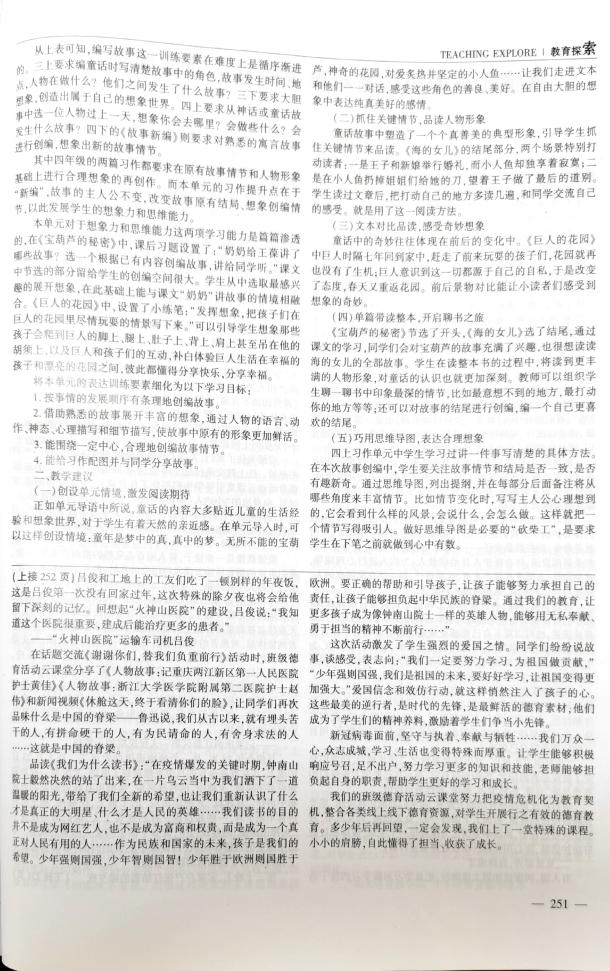 TEACHING EXPLORE | 教育探索
从上表可知,编写故事这一训练要素在难度上是循序渐进
的。三上要求编童话时写清楚故事中的角色,故事发生时间、地
点,人物在做什么?他们之间发生了什么故事?三下要求大胆
想象,创造出属于自己的想象世界。四上要求从神话或童话故
事中选一位人物过上一天,想象你会去哪里?会做些什么?会
发生什么故事?四下的《故事新编》则要求对熟悉的寓言故事
进行创编,想象出新的故事情节。
其中四年级的两篇习作都要求在原有故事情节和人物形象
基础上进行合理想象的再创作。而本单元的习作提升点在于
“新编”,故事的主人公不变,改变故事原有结局、想象创编情
节,以此发展学生的想象力和思维能力。
本单元对于想象力和思维能力这两项学习能力是篇篇渗透
的,在《宝葫芦的秘密》中,课后习题设置了:“奶奶给王葆讲了
哪些故事?选一个根据已有内容创编故事,讲给同学听。”课文
中节选的部分留给学生的创编空间很大。学生从中选取最感兴
趣的展开想象,在此基础上能与课文“奶奶”讲故事的情境相融
合。《巨人的花园》中,设置了小练笔:“发挥想象,把孩子们在
巨人的花园里尽情玩耍的情景写下来。”可以引导学生想象那些
孩子会爬到巨人的脚上、腿上、肚子上、背上、肩上甚至吊在他的
胡须上,以及巨人和孩子们的互动,补白体验巨人生活在幸福的
孩子和漂亮的花园之间,彼此都懂得分享快乐,分享幸福。
将本单元的表达训练要素细化为以下学习目标:
1. 按事情的发展顺序有条理地创编故事。
2. 借助熟悉的故事展开丰富的想象,通过人物的语言、动
作、神态、心理描写和细节描写,使故事中原有的形象更加鲜活。
3. 能围绕一定中心,合理地创编故事情节。
4. 能给习作配图并与同学分享故事。
二、教学建议
(一)创设单元情境,激发阅读期待
正如单元导语中所说,童话的内容大多贴近儿童的生活经
验和想象世界,对于学生有着天然的亲近感。在单元导入时,可
以这样创设情境:童年是梦中的真,真中的梦。无所不能的宝葫
芦,神奇的花园,对爱炙热并坚定的小人鱼……让我们走进文本
和他们一一对话,感受这些角色的善良、美好。在自由大胆的想
象中表达纯真美好的感情。
(二)抓住关键情节,品读人物形象
童话故事中塑造了一个个真善美的典型形象,引导学生抓
住关键情节来品读。《海的女儿》的结尾部分,两个场景特别打
动读者:一是王子和新娘举行婚礼,而小人鱼却独享着寂寞;二
是在小人鱼扔掉姐姐们给她的刀,望着王子做了最后的道别。
学生读过文章后,把打动自己的地方多读几遍,和同学交流自己
的感受。就是用了这一阅读方法。
(三)文本对比品读,感受奇妙想象
童话中的奇妙往往体现在前后的变化中。《巨人的花园》
中巨人时隔七年回到家中,赶走了前来玩耍的孩子们,花园就再
也没有了生机;巨人意识到这一切都源于自己的自私,于是改变
了态度,春天又重返花园。前后景物对比能让小读者们感受到
想象的奇妙。
(四)单篇带读整本,开启聊书之旅
《宝葫芦的秘密》节选了开头,《海的女儿》选了结尾,通过
课文的学习,同学们会对宝葫芦的故事充满了兴趣,也很想读读
海的女儿的全部故事。学生在读整本书的过程中,将读到更丰
满的人物形象,对童话的认识也就更加深刻。教师可以组织学
生聊一聊书中印象最深的情节,比如最意想不到的地方,最打动
你的地方等等;还可以对故事的结尾进行创编,编一个自己更喜
欢的结尾。
(五)巧用思维导图,表达合理想象
四上习作单元中学生学习过讲一件事写清楚的具体方法。
在本次故事创编中,学生要关注故事情节和结局是否一致,是否
有趣新奇。通过思维导图,列出提纲,并在每部分后面备注将从
哪些角度来丰富情节。比如情节变化时,写写主人公心理想到
的,它会看到什么样的风景,会说什么,会怎么做。这样就把一
个情节写得吸引人。做好思维导图是必要的“砍柴工”,是要求
学生在下笔之前就做到心中有数。
(上接 252 页)吕俊和工地上的工友们吃了一顿别样的年夜饭,
这是吕俊第一次没有回家过年,这次特殊的除夕夜也将会给他
留下深刻的记忆。回想起“火神山医院”的建设,吕俊说:“我知
道这个医院很重要,建成后能治疗更多的患者。”
——“火神山医院”运输车司机吕俊
在话题交流《谢谢你们,替我们负重前行》活动时,班级德
育活动云课堂分享了《人物故事:记重庆两江新区第一人民医院
护士黄佳》《人物故事:浙江大学医学院附属第二医院护士赵
伟》和新闻视频《休舱这天,终于看清你们的脸》,让同学们再次
品味什么是中国的脊梁——鲁迅说,我们从古以来,就有埋头苦
干的人,有拼命硬干的人,有为民请命的人,有舍身求法的人
……这就是中国的脊梁。
品读《我们为什么读书》:“在疫情爆发的关键时期,钟南山
院士毅然决然的站了出来,在一片乌云当中为我们洒下了一道
温暖的阳光,带给了我们全新的希望,也让我们重新认识了什么
才是真正的大明星、什么才是人民的英雄……我们读书的目的
并不是成为网红艺人,也不是成为富商和权贵,而是成为一个真
正对人民有用的人……作为民族和国家的未来,孩子是我们的
希望。少年强则国强,少年智则国智!少年胜于欧洲则国胜于
欧洲。要正确的帮助和引导孩子,让孩子能够努力承担自己的
责任,让孩子能够担负起中华民族的脊梁。通过我们的教育,让
更多孩子成为像钟南山院士一样的英雄人物,能够用无私奉献、
勇于担当的精神不断前行……”
这次活动激发了学生强烈的爱国之情。同学们纷纷说故
事,谈感受,表志向:“我们一定要努力学习,为祖国做贡献,”
“少年强则国强,我们是祖国的未来,要好好学习,让祖国变得更
加强大。”爱国信念和效仿行动,就这样悄然注入了孩子的心。
这些最美的逆行者,是时代的先锋,是最鲜活的德育素材,他们
成为了学生们的精神养料,激励着学生们争当小先锋。
新冠病毒面前,坚守与执着、奉献与牺牲……我们万众一
心,众志成城,学习、生活也变得特殊而厚重。让学生能够积极
响应号召,足不出户,努力学习更多的知识和技能,老师能够担
负起自身的职责,帮助学生更好的学习和成长。
我们的班级德育活动云课堂努力把疫情危机化为教育契
机,整合各类线上线下德育资源,对学生开展行之有效的德育教
育。多少年后再回望,一定会发现,我们上了一堂特殊的课程。
小小的肩膀,自此懂得了担当、收获了成长。
— 251 —